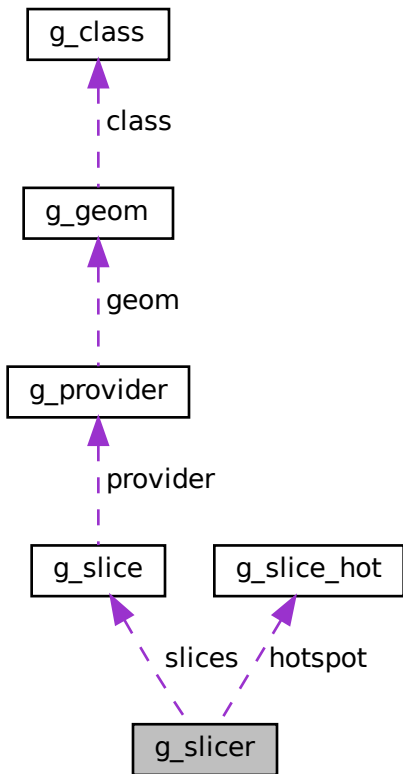 g_class
class
g_geom
geom
g_provider
provider
g_slice
g_slice_hot
slices
hotspot
g_slicer